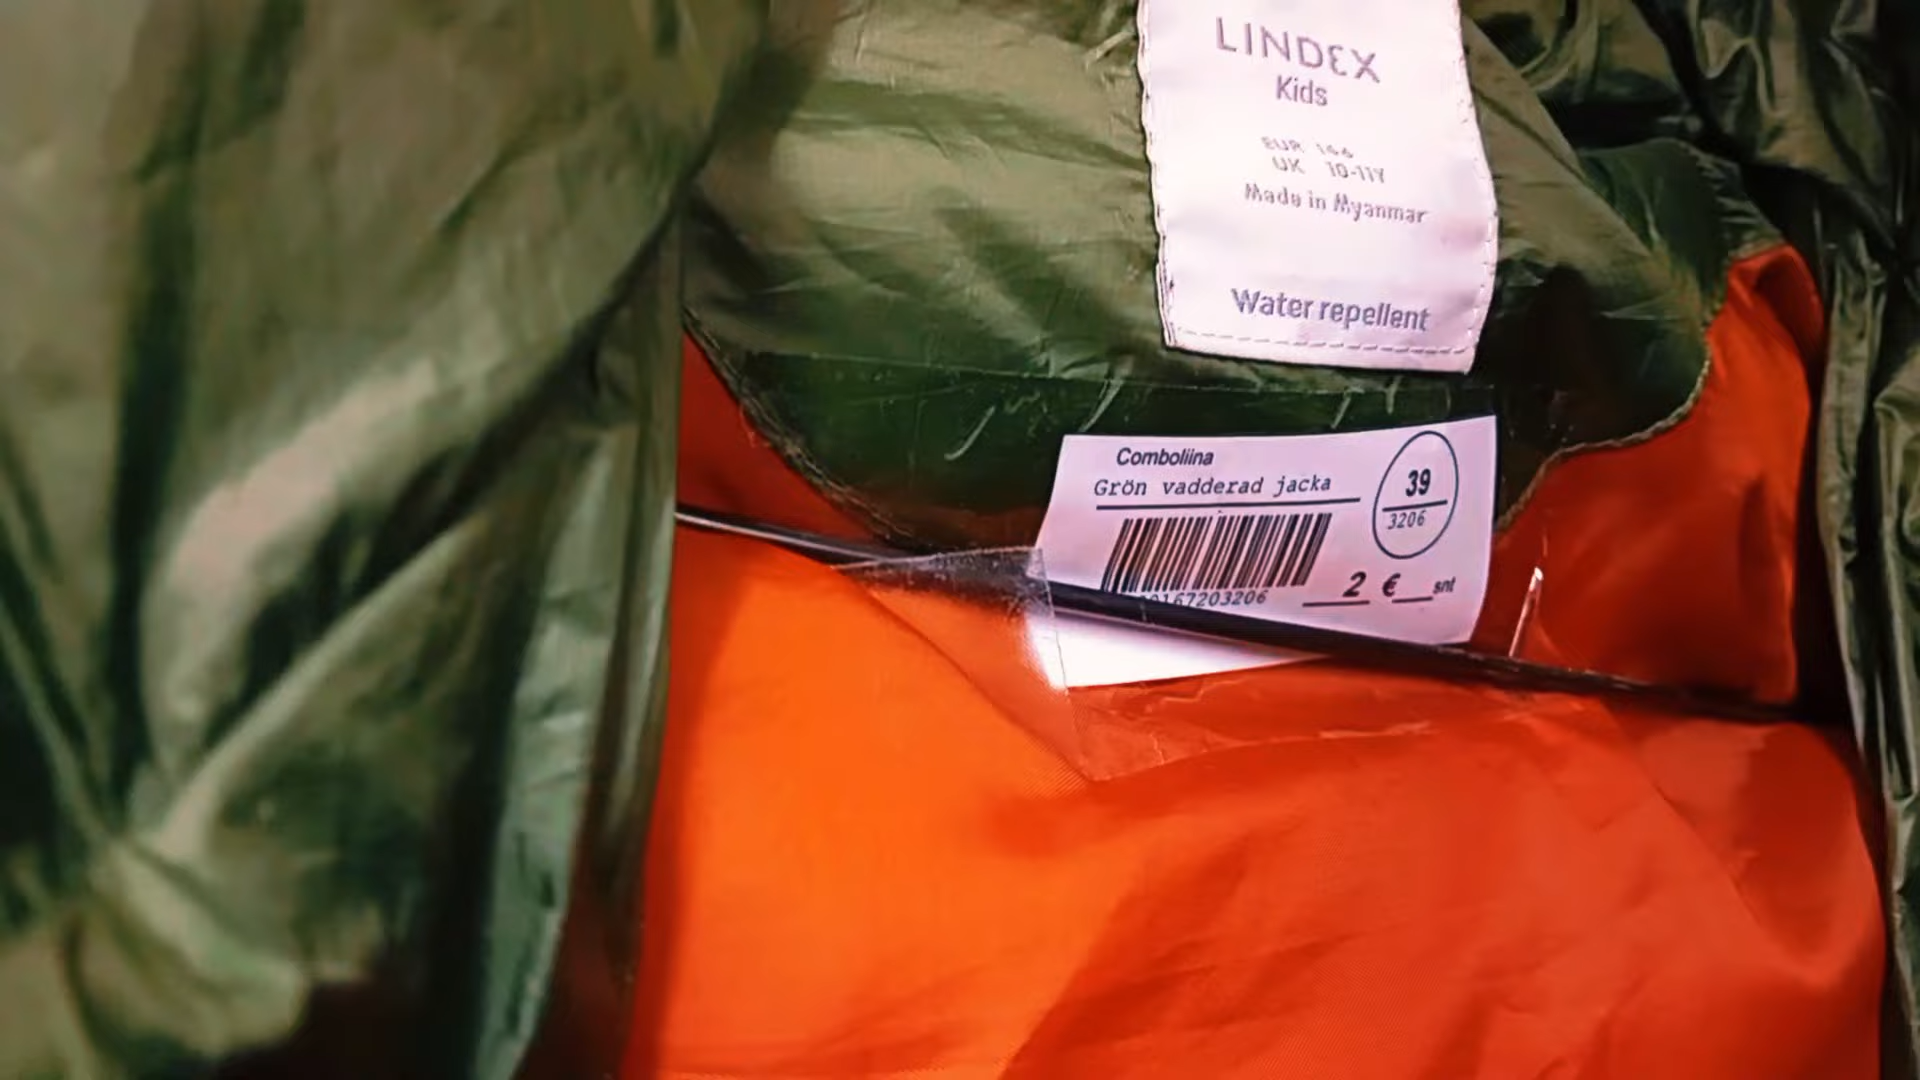 LINDEX
Kids
EUR 146
UK 10-11Y
Made in Myanmar
Water repellent
Comboliina
Grön vadderad jacka
39
3206
2 € snt